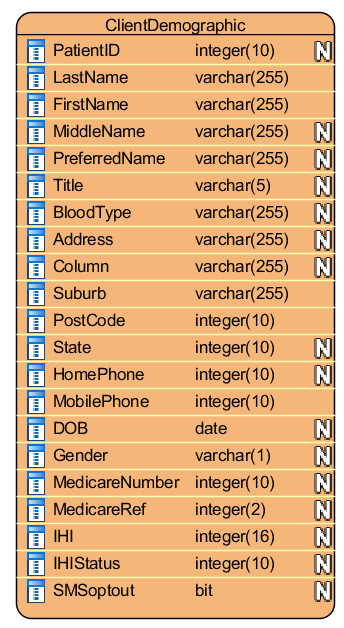 ClientDemographic
PatientID integer(10) N
LastName varchar(255)
FirstName varchar(255)
MiddleName varchar(255) N
PreferredName varchar(255) N
Title varchar(5) N
BloodType varchar(255) N
Address varchar(255) N
Column varchar(255) N
Suburb varchar(255)
PostCode integer(10)
State integer(10) N
HomePhone integer(10) N
MobilePhone integer(10)
DOB date N
Gender varchar(1) N
MedicareNumber integer(10) N
MedicareRef integer(2) N
IHI integer(16) N
IHIStatus integer(10) N
SMSoptout bit N